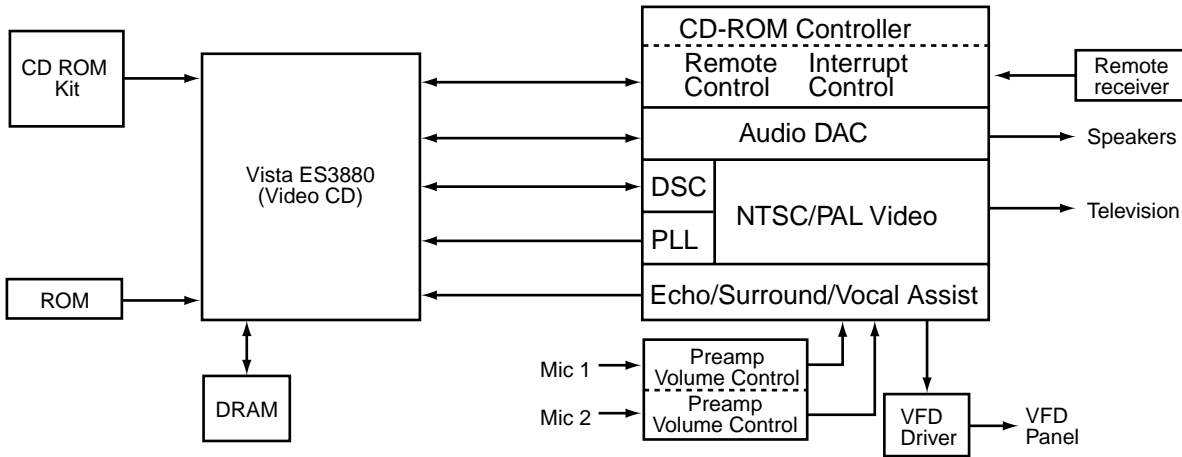 CD ROM
Kit
ROM
Vista ES3880
(Video CD)
DRAM
CD-ROM Controller
Remote
Control
Interrupt
Control
Audio DAC
DSC
PLL
NTSC/PAL Video
Echo/Surround/Vocal Assist
Remote
receiver
Speakers
Television
Mic 1
Preamp
Volume Control
Mic 2
Preamp
Volume Control
VFD
Driver
VFD
Panel